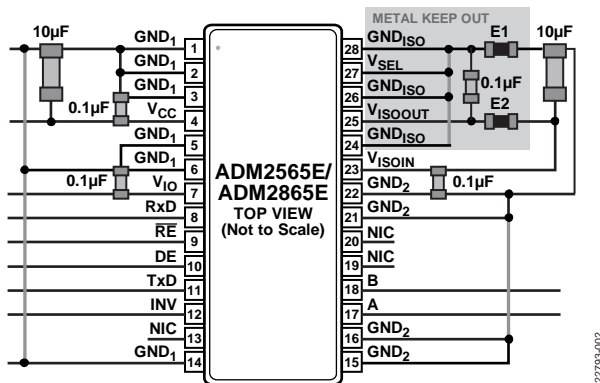 METAL KEEP OUT
10µF
GND1
1
28
GNDISO
E1
10µF
GND1
2
27
VSEL
GND1
3
26
GNDISO
0.1µF
0.1µF
VCC
4
25
VISOOUT
E2
GND1
5
24
GNDISO
GND1
6
23
VISOIN
0.1µF
VIO
7
22
GND2
0.1µF
RxD
8
21
GND2
RE
9
20
NIC
DE
10
19
NIC
TxD
11
18
B
INV
12
17
A
NIC
13
16
GND2
GND1
14
15
GND2
ADM2565E/
ADM2865E
TOP VIEW
(Not to Scale)
22793-002